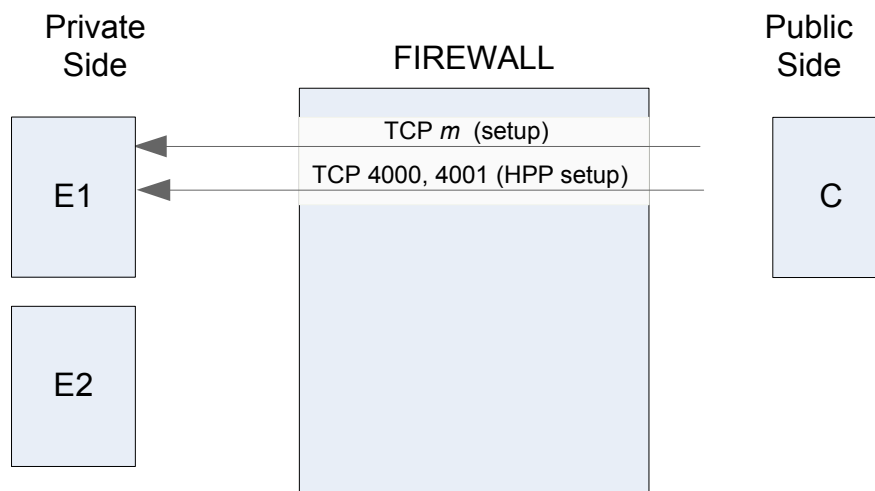 Private
Side
FIREWALL
Public
Side
TCP m (setup)
TCP 4000, 4001 (HPP setup)
E1
C
E2